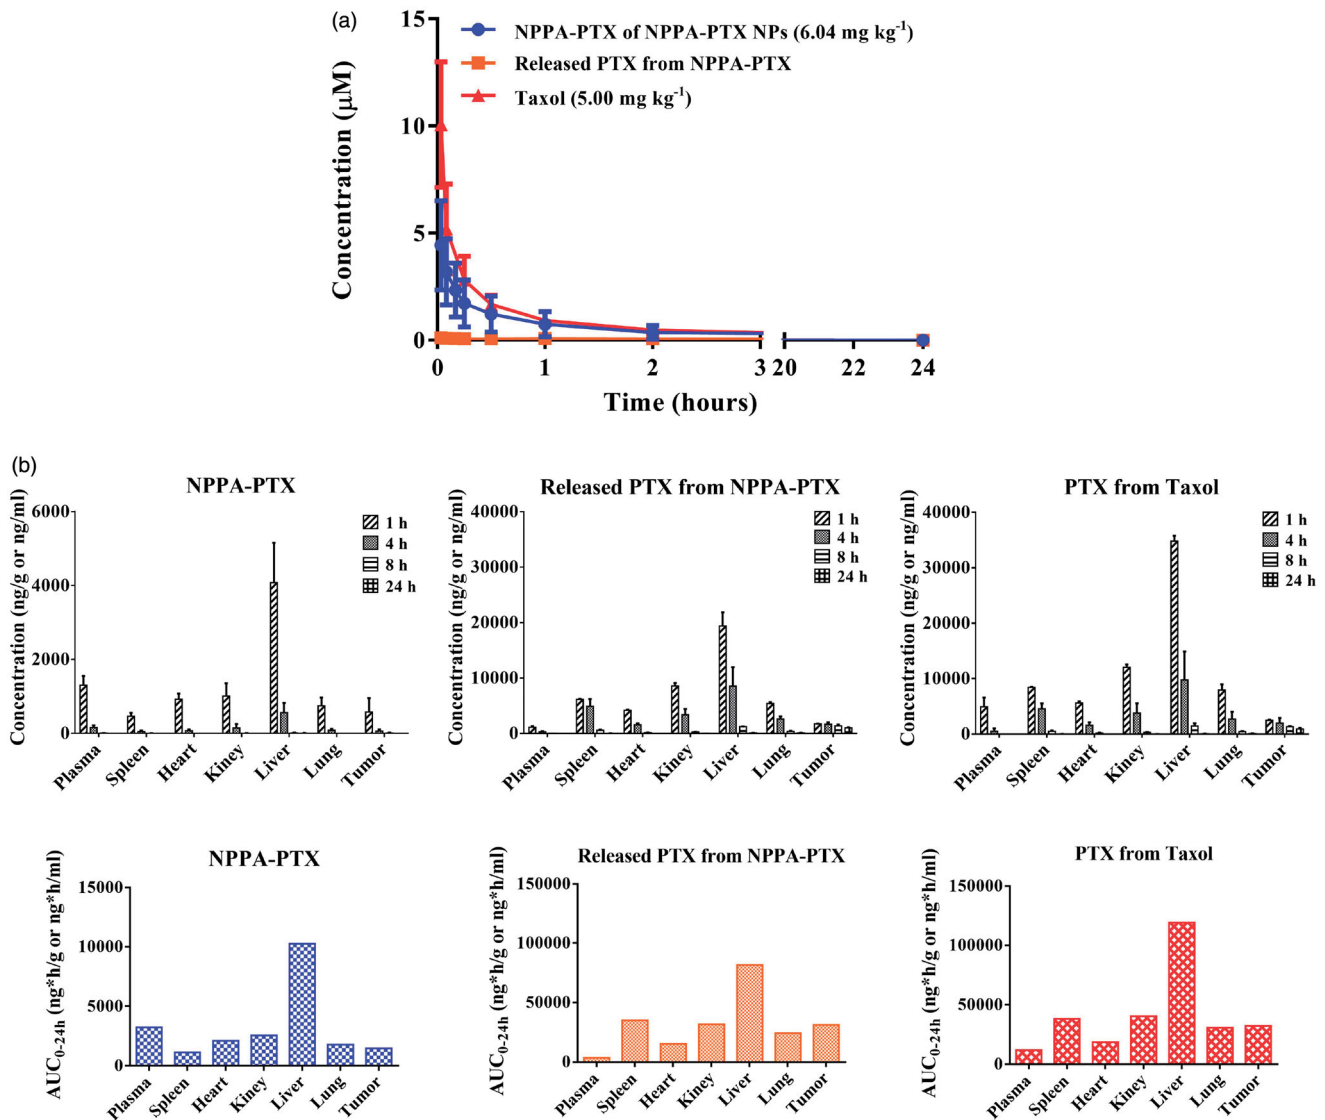 (a)
15
10
5
0
Concentration (μM)
NPPA-PTX of NPPA-PTX NPs (6.04 mg kg⁻¹)
Released PTX from NPPA-PTX
Taxol (5.00 mg kg⁻¹)
0 1 2 3 20 22 24
Time (hours)
(b)
NPPA-PTX
Concentration (ng/g or ng/ml)
6000
4000
2000
0
1 h
4 h
8 h
24 h
Plasma Spleen Heart Kiney Liver Lung Tumor
Released PTX from NPPA-PTX
Concentration (ng/g or ng/ml)
40000
30000
20000
10000
0
1 h
4 h
8 h
24 h
Plasma Spleen Heart Kiney Liver Lung Tumor
PTX from Taxol
Concentration (ng/g or ng/ml)
40000
30000
20000
10000
0
1 h
4 h
8 h
24 h
Plasma Spleen Heart Kiney Liver Lung Tumor
NPPA-PTX
AUC₀₋₂₄ₕ (ng*h/g or ng*h/ml)
15000
10000
5000
0
Plasma Spleen Heart Kiney Liver Lung Tumor
Released PTX from NPPA-PTX
AUC₀₋₂₄ₕ (ng*h/g or ng*h/ml)
150000
100000
50000
0
Plasma Spleen Heart Kiney Liver Lung Tumor
PTX from Taxol
AUC₀₋₂₄ₕ (ng*h/g or ng*h/ml)
150000
100000
50000
0
Plasma Spleen Heart Kiney Liver Lung Tumor